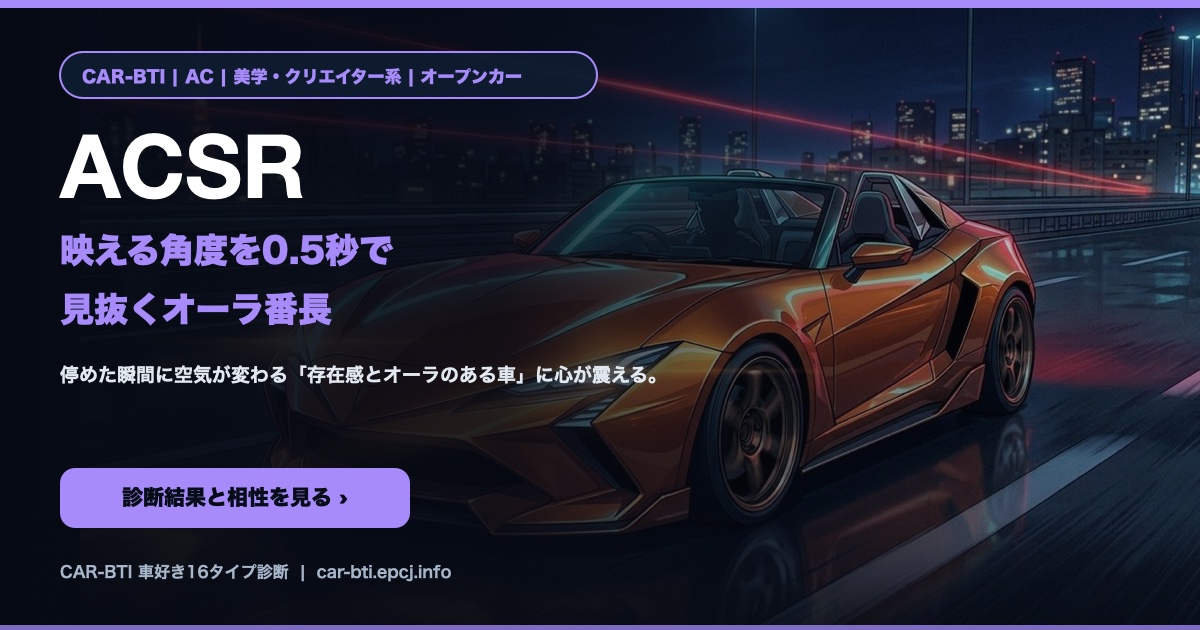 CAR-BTI | AC | 美学・クリエイター系 | オープンカー
ACSR
映える角度を0.5秒で
見抜くオーラ番長
停めた瞬間に空気が変わる「存在感とオーラのある車」に心が震える。
診断結果と相性を見る ›
CAR-BTI 車好き16タイプ診断 | car-bti.epcj.info